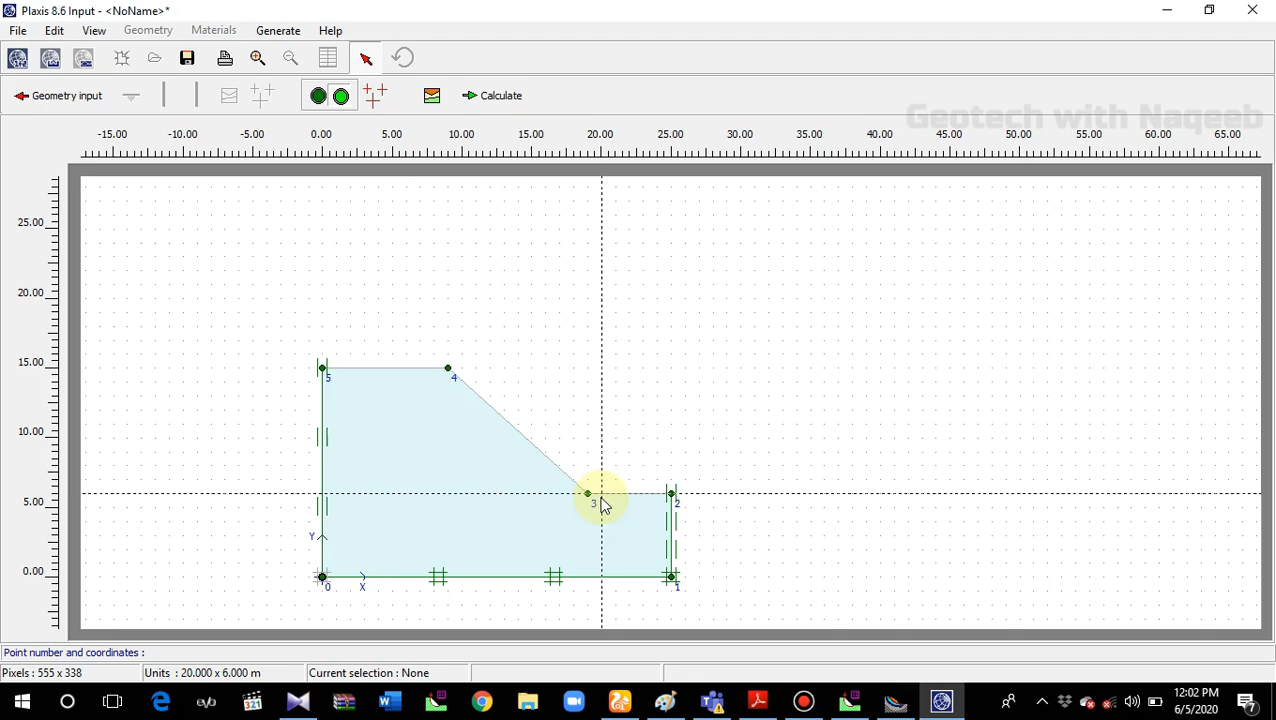 Plaxis 8.6 Input - <NoName>*
File Edit View Geometry Materials Generate Help
Geometry input Calculate
Geotech with Naqeeb
-15.00 -10.00 -5.00 0.00 5.00 10.00 15.00 20.00 25.00 30.00 35.00 40.00 45.00 50.00 55.00 60.00 65.00
25.00
20.00
15.00
5 4
10.00
5.00
3 2
Y
0.00
0 X 1
Point number and coordinates :
Pixels : 555 x 338 Units : 20.000 x 6.000 m Current selection : None
12:02 PM
6/5/2020
7